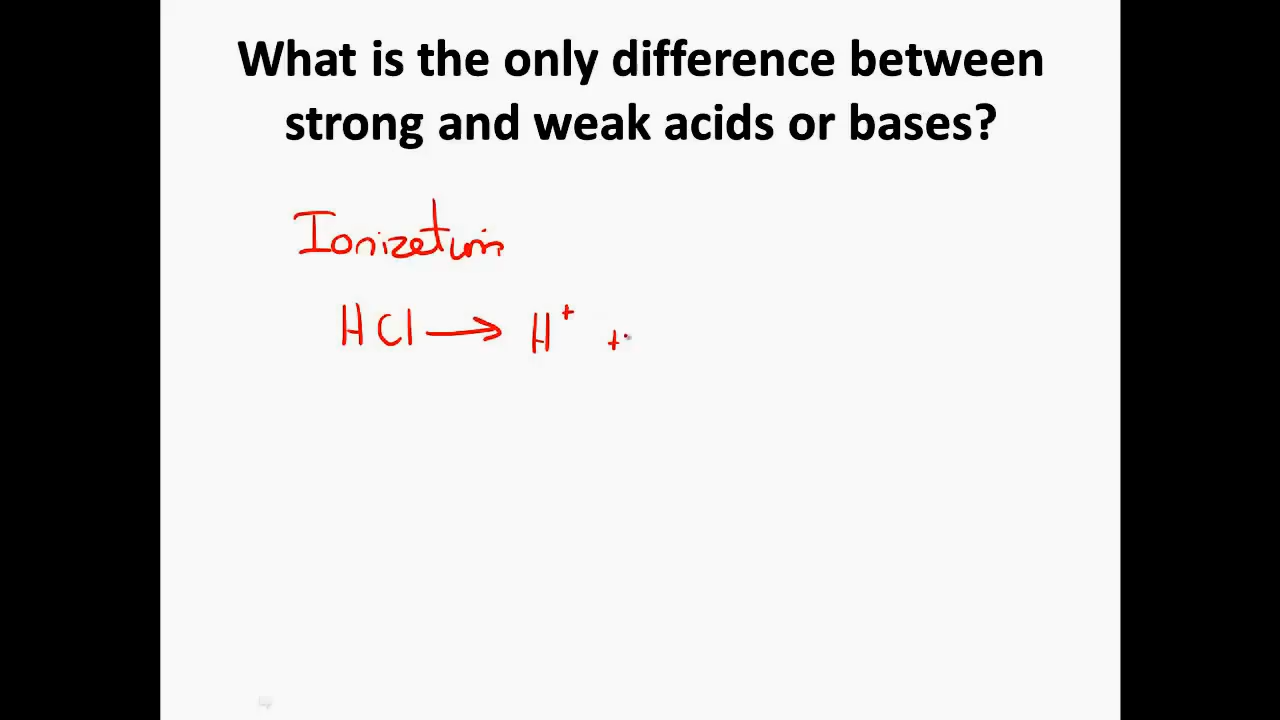 What is the only difference between
strong and weak acids or bases?
Ionization
HCl → H⁺ +